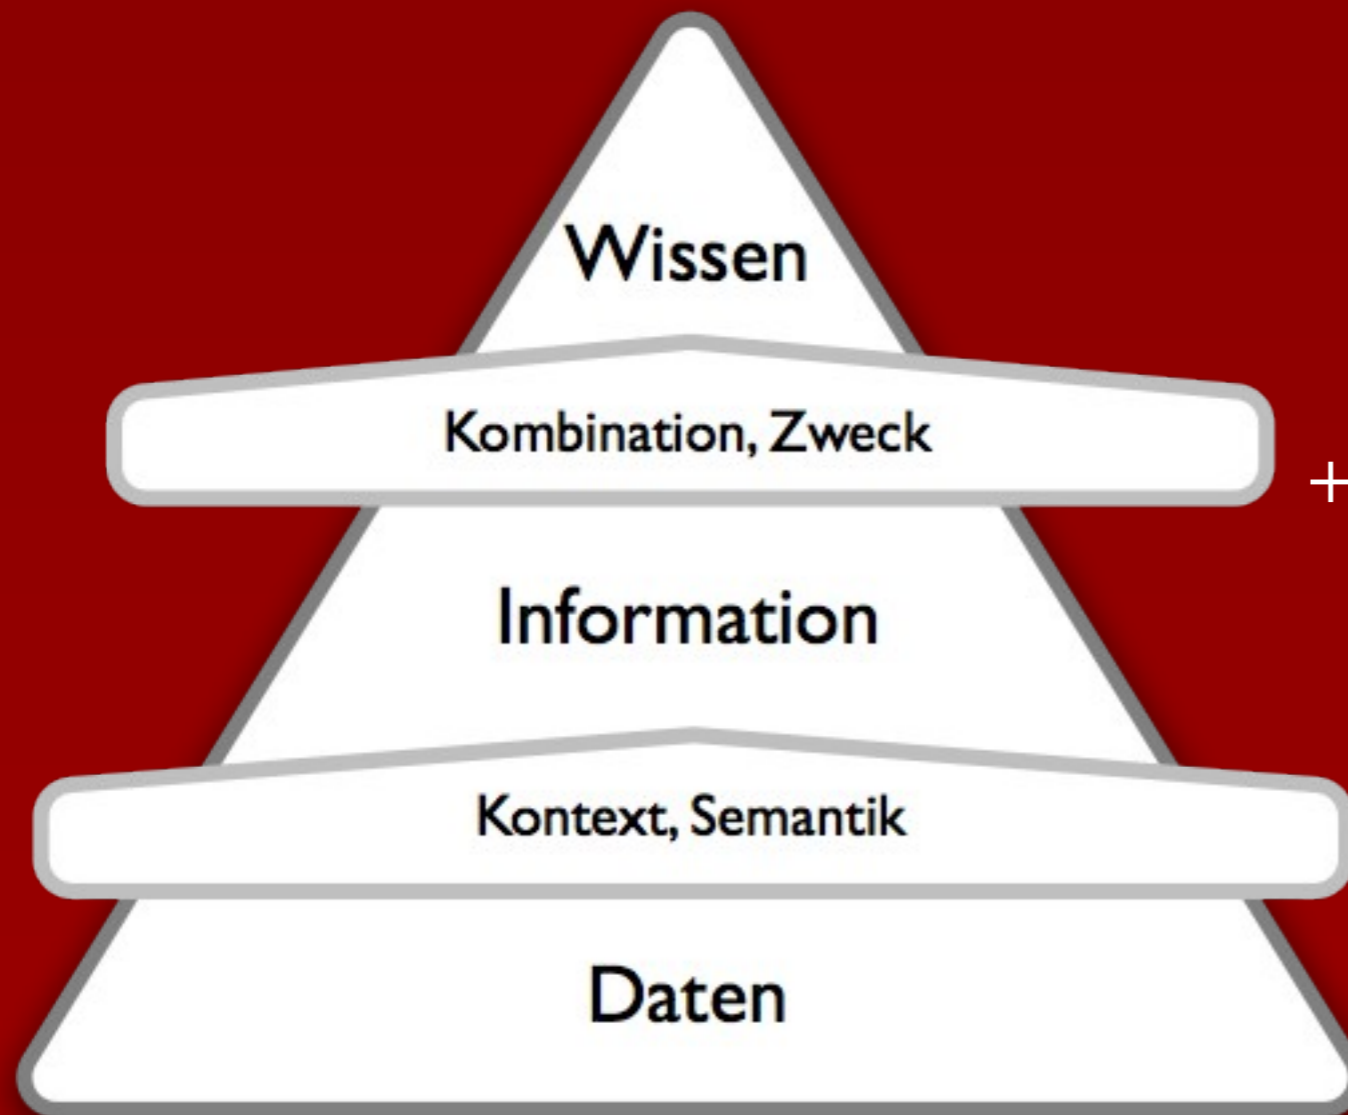 Wissen
Kombination, Zweck
+
Information
Kontext, Semantik
Daten